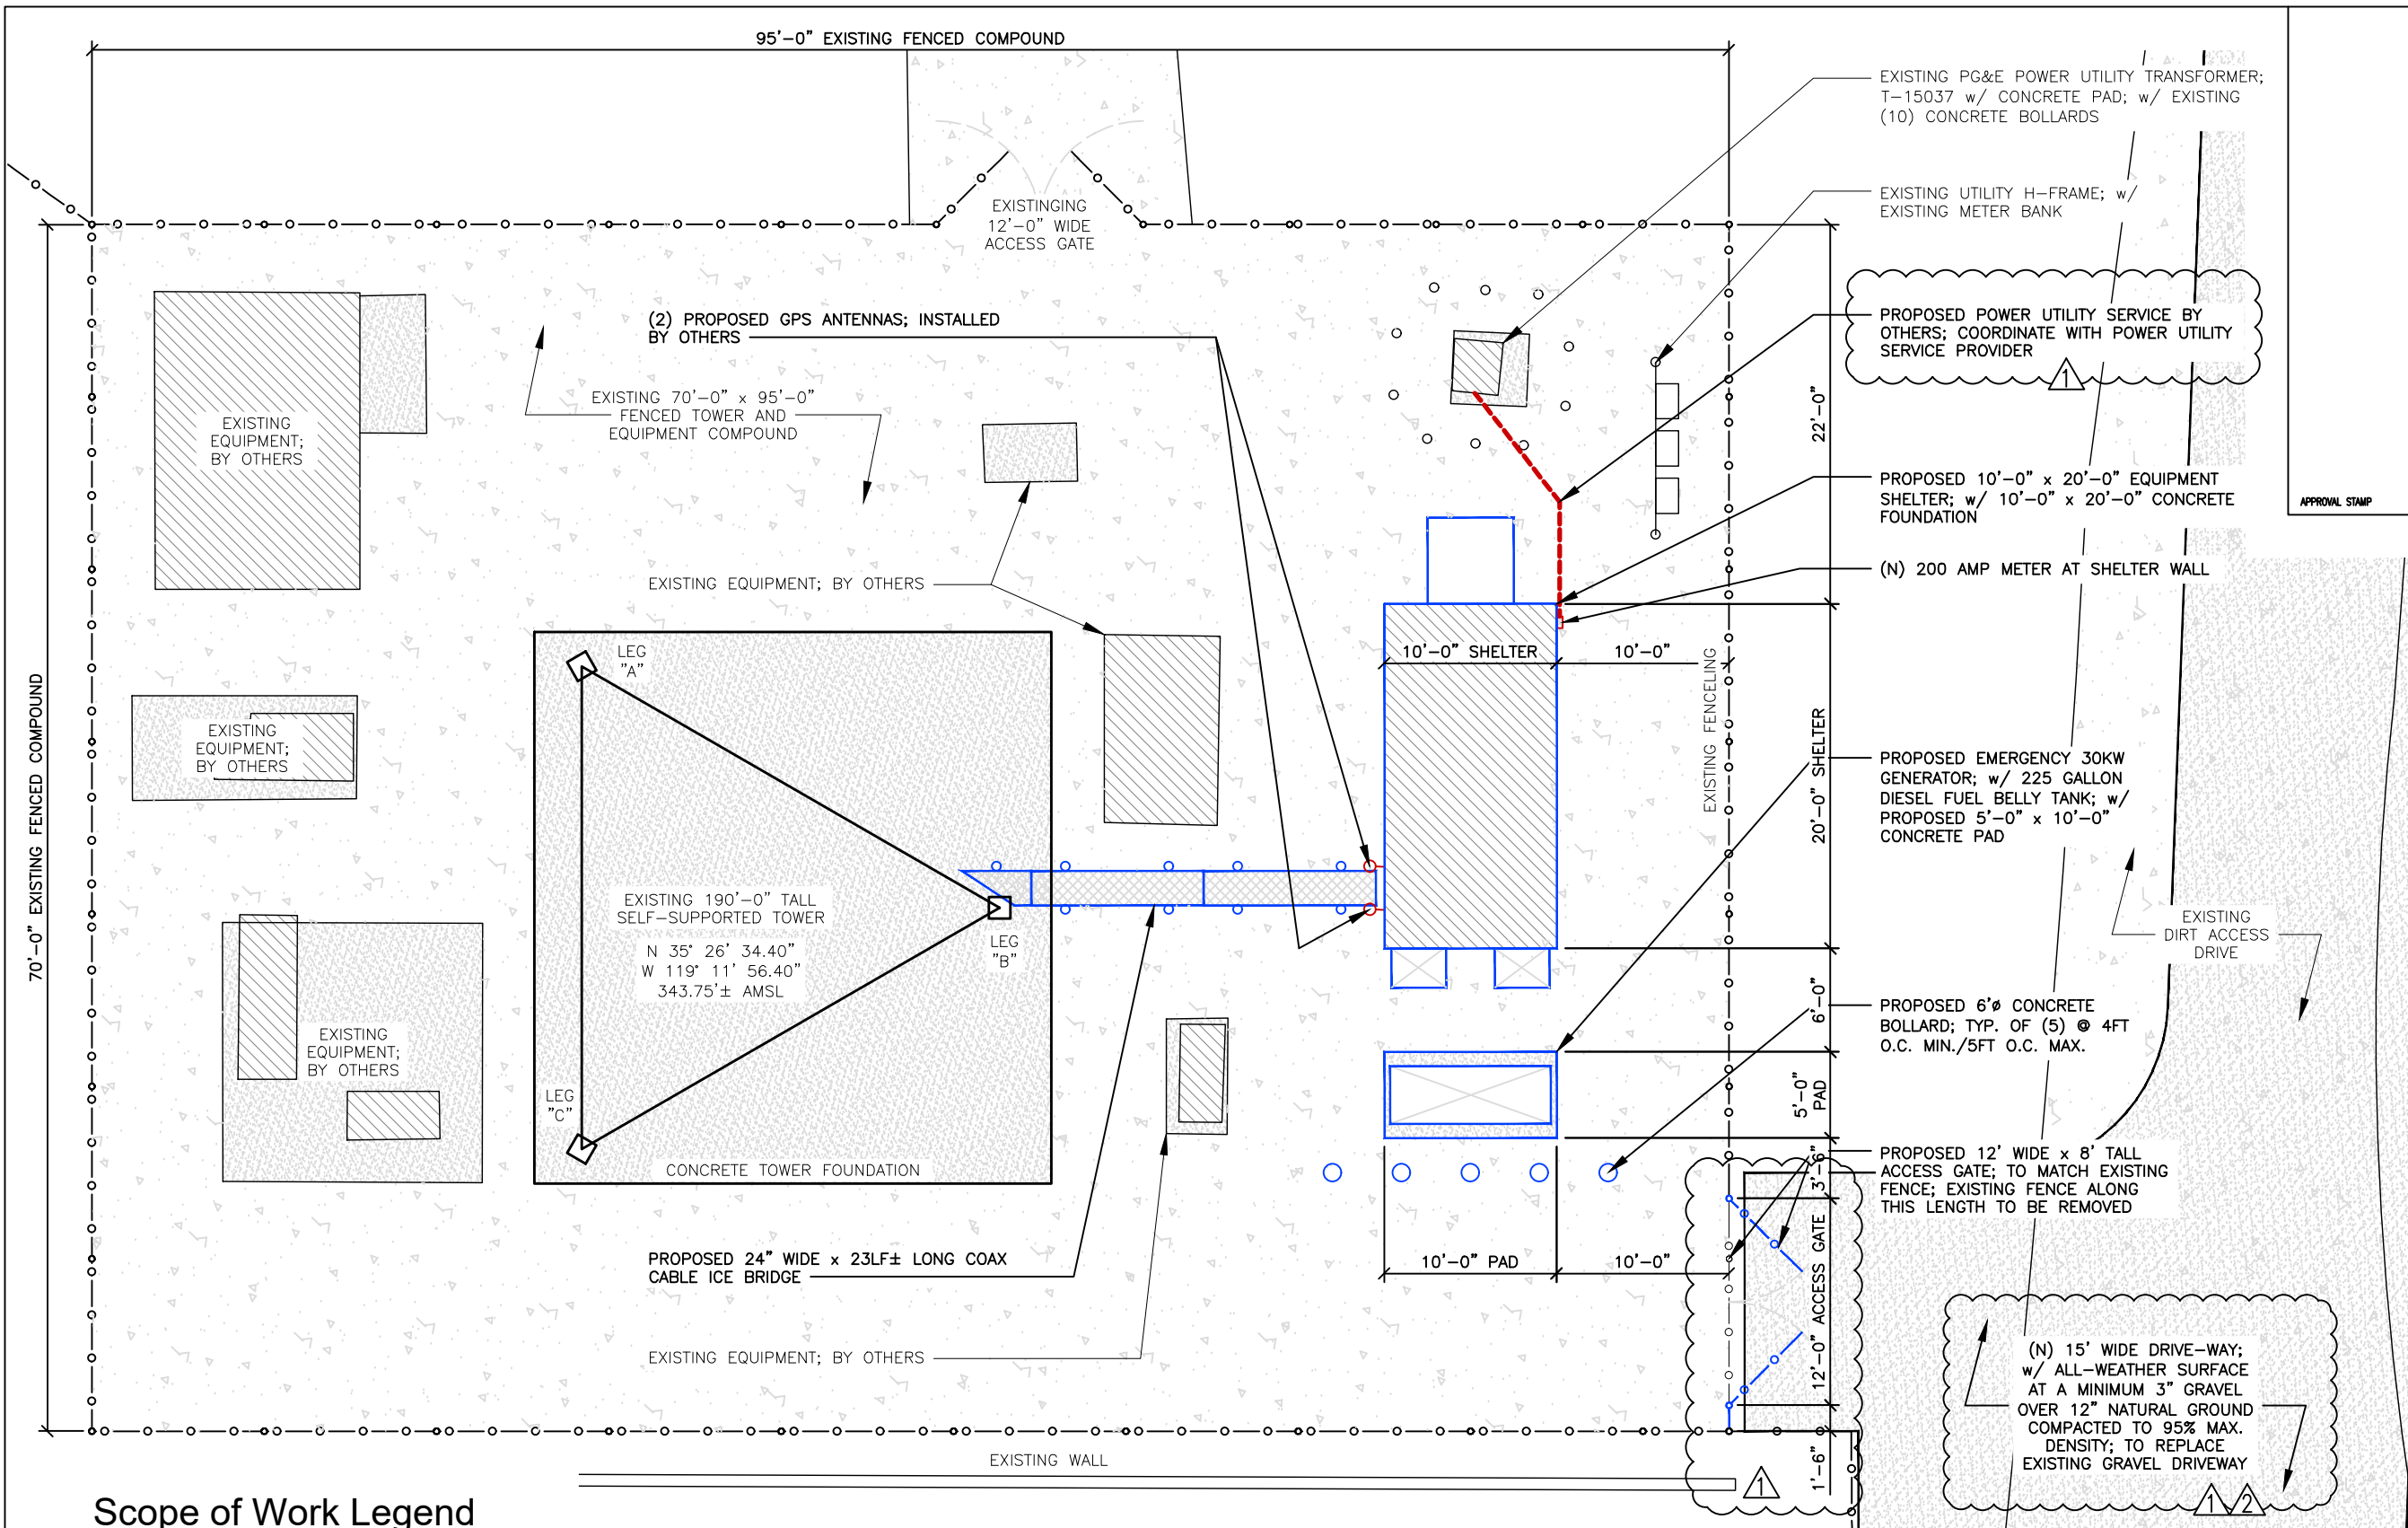 95'-0" EXISTING FENCED COMPOUND
EXISTING PG&E POWER UTILITY TRANSFORMER;
T-15037 w/ CONCRETE PAD; w/ EXISTING
(10) CONCRETE BOLLARDS
EXISTING UTILITY H-FRAME; w/
EXISTING METER BANK
EXISTINGING
12'-0" WIDE
ACCESS GATE
(2) PROPOSED GPS ANTENNAS; INSTALLED
BY OTHERS
PROPOSED POWER UTILITY SERVICE BY
OTHERS; COORDINATE WITH POWER UTILITY
SERVICE PROVIDER
1
EXISTING 70'-0" x 95'-0"
FENCED TOWER AND
EQUIPMENT COMPOUND
EXISTING
EQUIPMENT;
BY OTHERS
22'-0"
PROPOSED 10'-0" x 20'-0" EQUIPMENT
SHELTER; w/ 10'-0" x 20'-0" CONCRETE
FOUNDATION
APPROVAL STAMP
EXISTING EQUIPMENT; BY OTHERS
(N) 200 AMP METER AT SHELTER WALL
LEG
"A"
10'-0" SHELTER
10'-0"
EXISTING FENCELING
20'-0" SHELTER
70'-0" EXISTING FENCED COMPOUND
EXISTING
EQUIPMENT;
BY OTHERS
PROPOSED EMERGENCY 30KW
GENERATOR; w/ 225 GALLON
DIESEL FUEL BELLY TANK; w/
PROPOSED 5'-0" x 10'-0"
CONCRETE PAD
EXISTING 190'-0" TALL
SELF-SUPPORTED TOWER
N 35° 26' 34.40"
W 119° 11' 56.40"
343.75'± AMSL
LEG
"B"
EXISTING
DIRT ACCESS
DRIVE
6'-0"
PROPOSED 6'ø CONCRETE
BOLLARD; TYP. OF (5) @ 4FT
O.C. MIN./5FT O.C. MAX.
EXISTING
EQUIPMENT;
BY OTHERS
LEG
"C"
5'-0"
PAD
CONCRETE TOWER FOUNDATION
3'-6"
PROPOSED 12' WIDE x 8' TALL
ACCESS GATE; TO MATCH EXISTING
FENCE; EXISTING FENCE ALONG
THIS LENGTH TO BE REMOVED
PROPOSED 24" WIDE x 23LF± LONG COAX
CABLE ICE BRIDGE
10'-0" PAD
10'-0"
12'-0" ACCESS GATE
EXISTING EQUIPMENT; BY OTHERS
(N) 15' WIDE DRIVE-WAY;
w/ ALL-WEATHER SURFACE
AT A MINIMUM 3" GRAVEL
OVER 12" NATURAL GROUND
COMPACTED TO 95% MAX.
DENSITY; TO REPLACE
EXISTING GRAVEL DRIVEWAY
EXISTING WALL
1'-6"
1
1 2
Scope of Work Legend